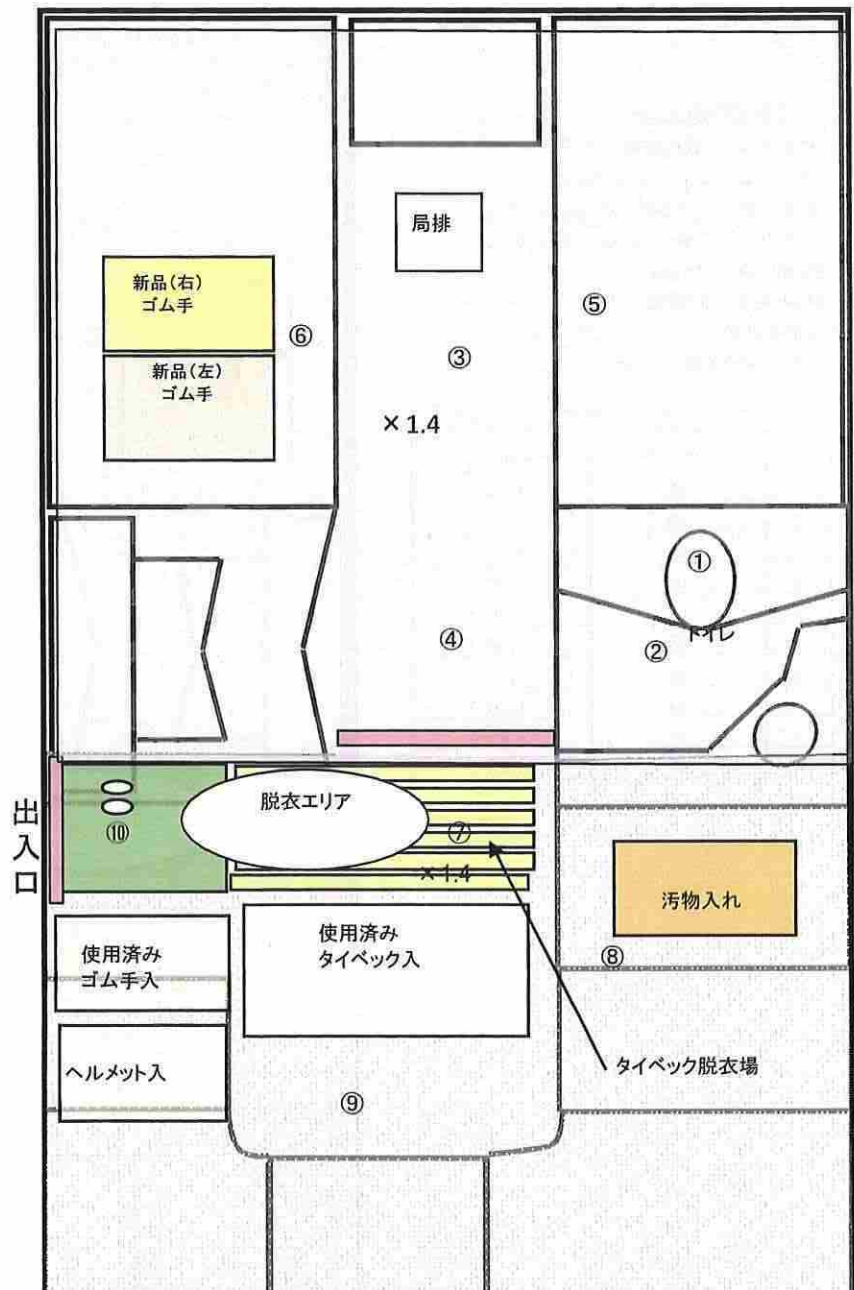 局排
新品(右)
ゴム手
⑥
⑤
③
新品(左)
ゴム手
×1.4
①
④
②
トイレ
出入口
脱衣エリア
⑩
⑦
×1.4
汚物入れ
使用済み
ゴム手入
使用済み
タイベック入
⑧
ヘルメット入
タイベック脱衣場
⑨